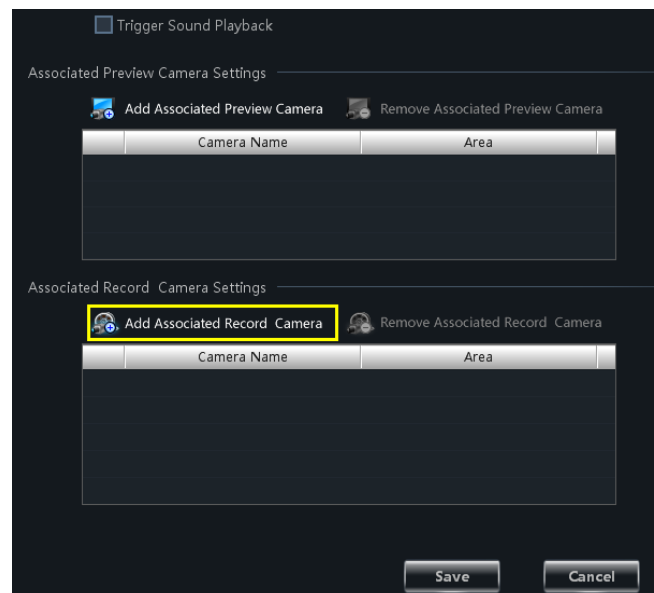 Trigger Sound Playback
Associated Preview Camera Settings
Add Associated Preview Camera Remove Associated Preview Camera
Camera Name Area
Associated Record Camera Settings
Add Associated Record Camera Remove Associated Record Camera
Camera Name Area
Save Cancel